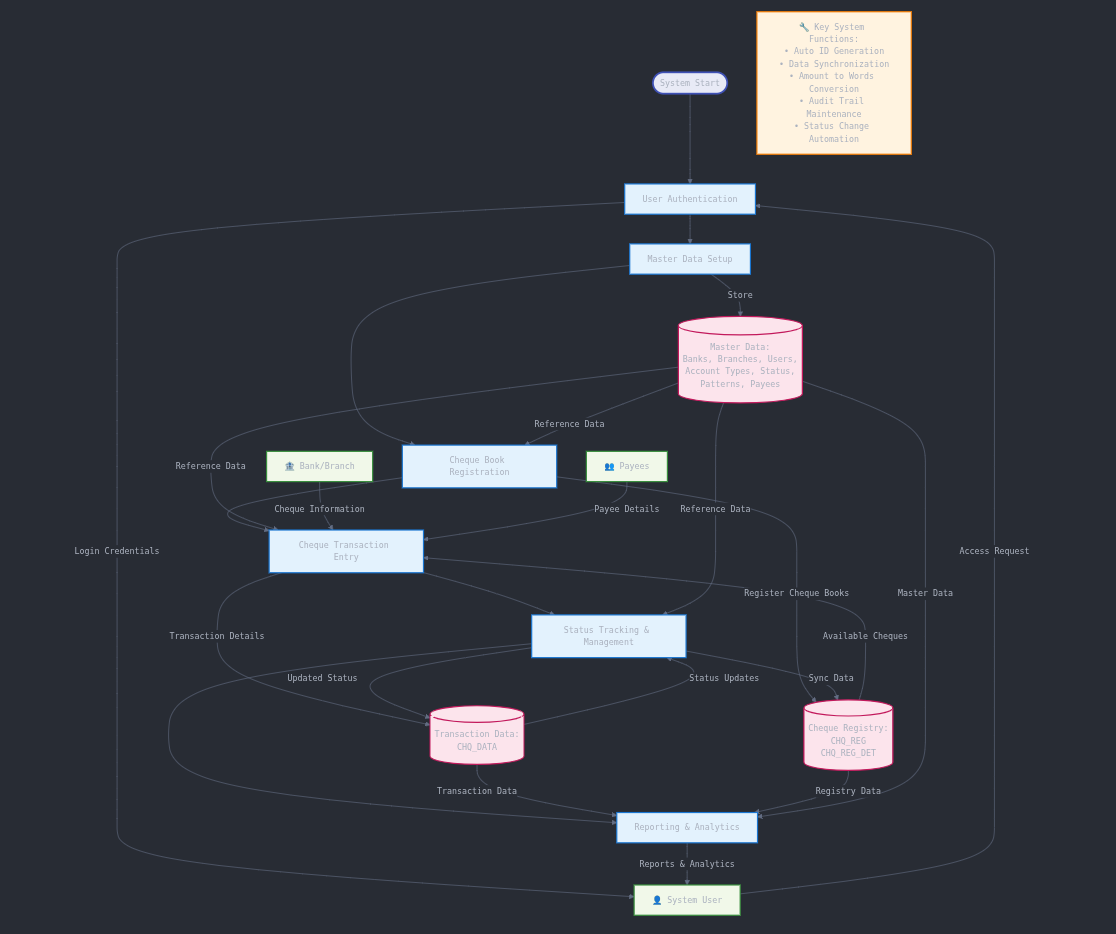 🔧 Key System
Functions:
• Auto ID Generation
• Data Synchronization
• Amount to Words
Conversion
• Audit Trail
Maintenance
• Status Change
Automation
System Start
User Authentication
Master Data Setup
Store
Master Data:
Banks, Branches, Users,
Account Types, Status,
Patterns, Payees
Reference Data
Reference Data
🏦 Bank/Branch
Cheque Book
Registration
👥 Payees
Cheque Information
Payee Details
Reference Data
Login Credentials
Cheque Transaction
Entry
Access Request
Register Cheque Books
Master Data
Transaction Details
Status Tracking &
Management
Available Cheques
Updated Status
Status Updates
Sync Data
Transaction Data:
CHQ_DATA
Cheque Registry:
CHQ_REG
CHQ_REG_DET
Transaction Data
Registry Data
Reporting & Analytics
Reports & Analytics
👤 System User